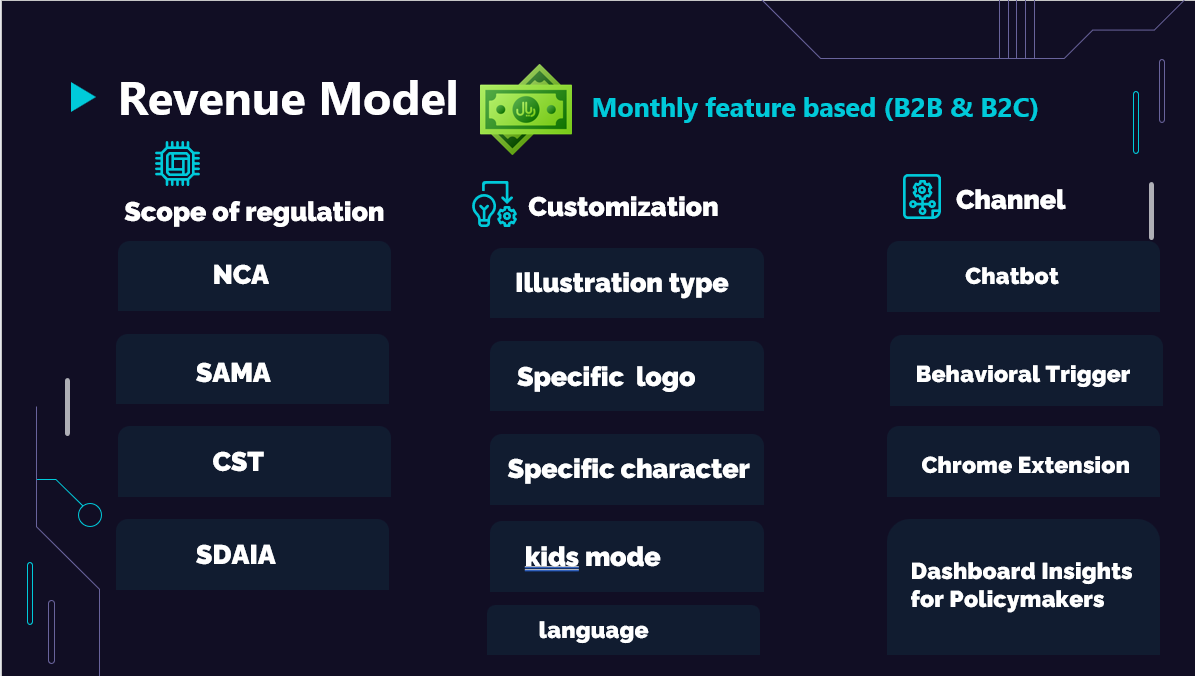 Revenue Model
ريال
Monthly feature based (B2B & B2C)
Scope of regulation
NCA
SAMA
CST
SDAIA
Customization
Illustration type
Specific logo
Specific character
kids mode
language
Channel
Chatbot
Behavioral Trigger
Chrome Extension
Dashboard Insights
for Policymakers